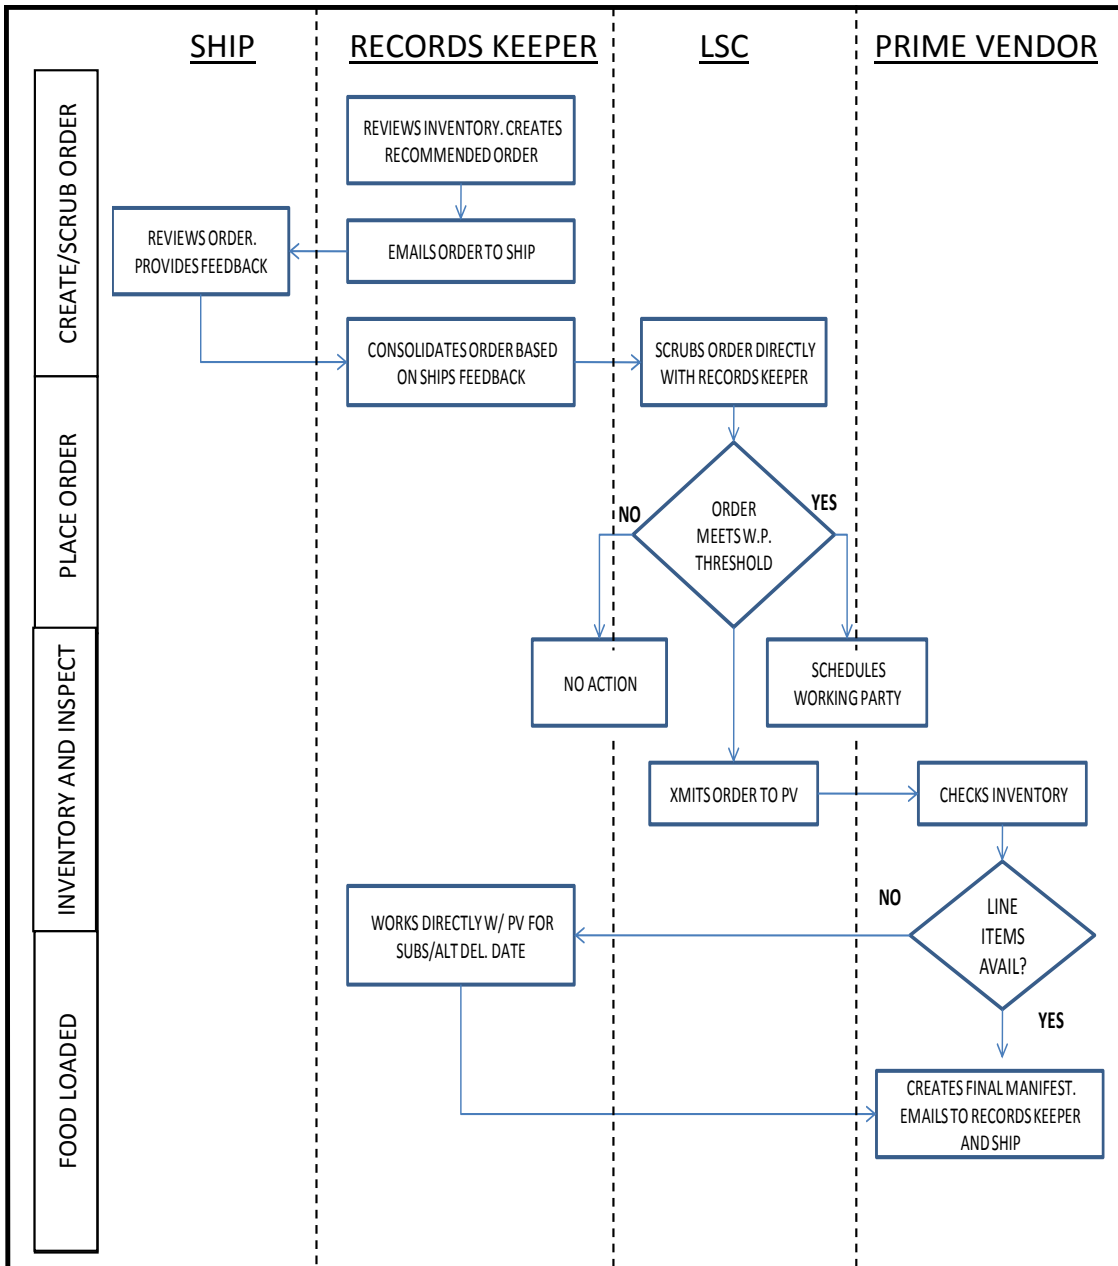 SHIP
RECORDS KEEPER
LSC
PRIME VENDOR
CREATE/SCRUB ORDER
REVIEWS INVENTORY. CREATES
RECOMMENDED ORDER
REVIEWS ORDER.
PROVIDES FEEDBACK
EMAILS ORDER TO SHIP
CONSOLIDATES ORDER BASED
ON SHIPS FEEDBACK
SCRUBS ORDER DIRECTLY
WITH RECORDS KEEPER
PLACE ORDER
NO
ORDER
MEETS W.P.
THRESHOLD
YES
INVENTORY AND INSPECT
NO ACTION
SCHEDULES
WORKING PARTY
XMITS ORDER TO PV
CHECKS INVENTORY
WORKS DIRECTLY W/ PV FOR
SUBS/ALT DEL. DATE
NO
LINE
ITEMS
AVAIL?
YES
FOOD LOADED
CREATES FINAL MANIFEST.
EMAILS TO RECORDS KEEPER
AND SHIP